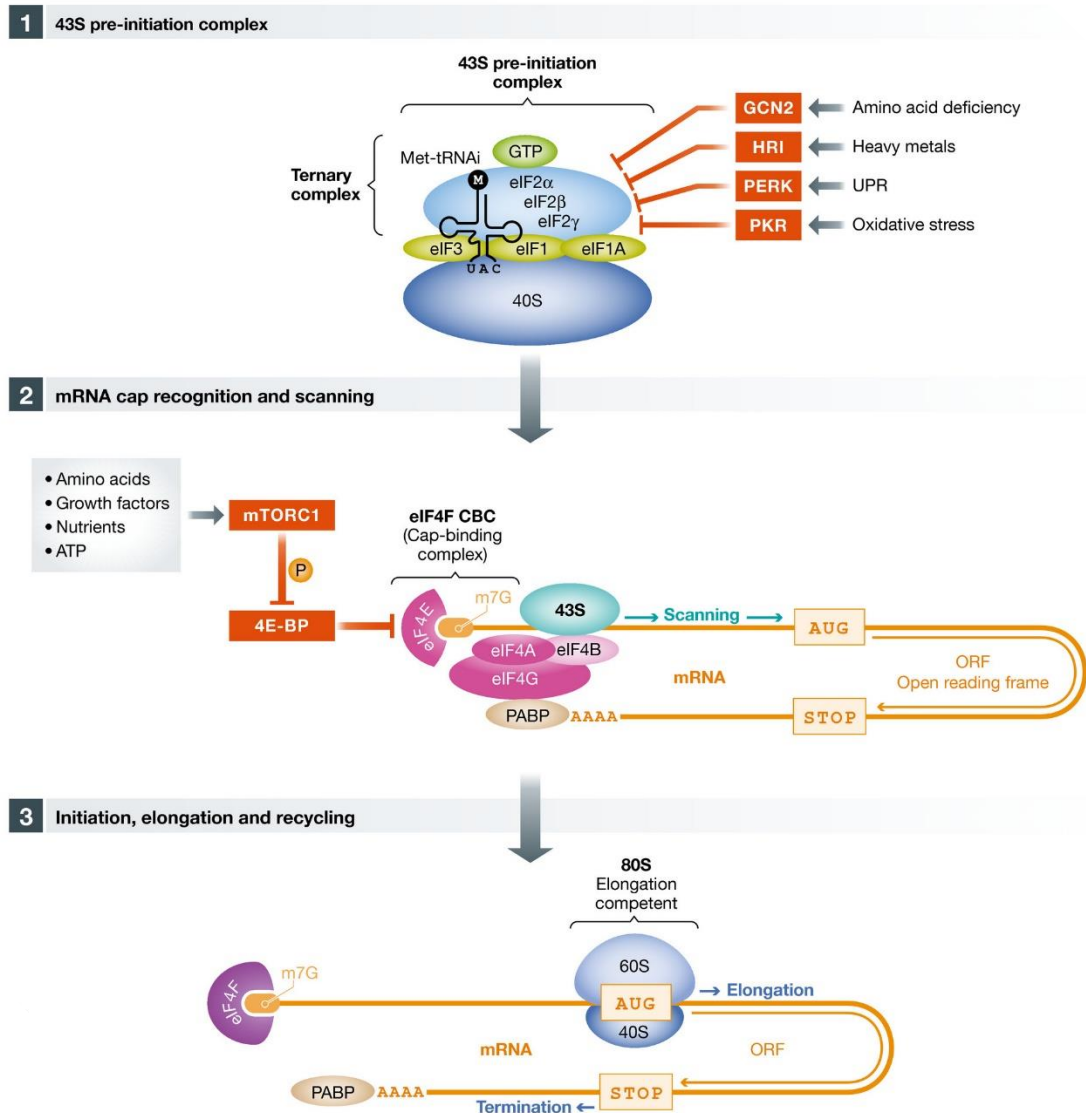 1 43S pre-initiation complex
43S pre-initiation
complex
Ternary
complex
Met-tRNAi
GTP
M
eIF2α
eIF2β
eIF2γ
eIF3
eIF1
eIF1A
UAC
40S
GCN2
Amino acid deficiency
HRI
Heavy metals
PERK
UPR
PKR
Oxidative stress
2 mRNA cap recognition and scanning
• Amino acids
• Growth factors
• Nutrients
• ATP
mTORC1
P
4E-BP
eIF4F CBC
(Cap-binding
complex)
eIF4E
m7G
43S
Scanning
AUG
eIF4A
eIF4B
eIF4G
mRNA
ORF
Open reading frame
PABP
AAAA
STOP
3 Initiation, elongation and recycling
80S
Elongation
competent
eIF4F
m7G
60S
AUG
40S
Elongation
mRNA
ORF
PABP
AAAA
STOP
Termination